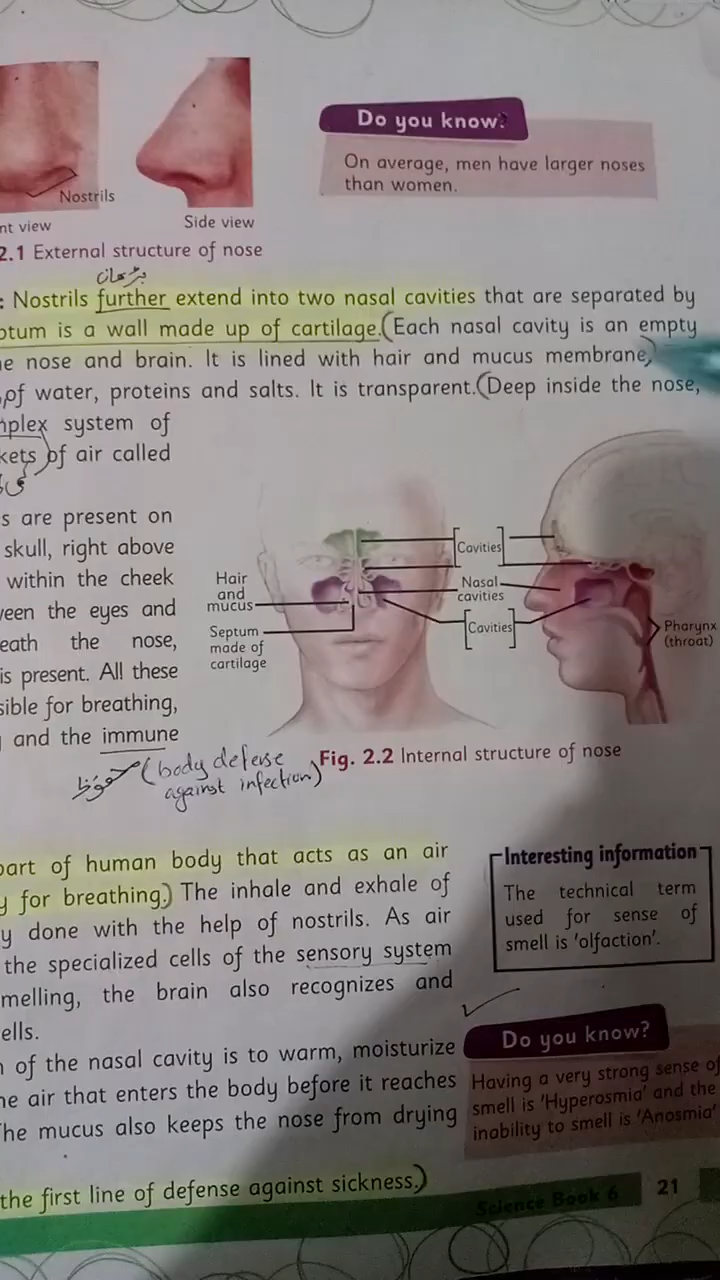 Do you know?
On average, men have larger noses
than women.
Nostrils
nt view
Side view
2.1 External structure of nose
: Nostrils further extend into two nasal cavities that are separated by
ptum is a wall made up of cartilage. (Each nasal cavity is an empty
e nose and brain. It is lined with hair and mucus membrane,)
of water, proteins and salts. It is transparent. (Deep inside the nose,
mplex system of
kets of air called
s are present on
skull, right above
within the cheek
veen the eyes and
eath the nose,
is present. All these
sible for breathing,
and the immune
Hair
and
mucus
Septum
made of
cartilage
Cavities
Nasal
cavities
Cavities
Pharynx
(throat)
(body defense
against infection)
Fig. 2.2 Internal structure of nose
part of human body that acts as an air
y for breathing.) The inhale and exhale of
y done with the help of nostrils. As air
the specialized cells of the sensory system
melling, the brain also recognizes and
ells.
n of the nasal cavity is to warm, moisturize
he air that enters the body before it reaches
The mucus also keeps the nose from drying
the first line of defense against sickness.)
Interesting information
The technical term
used for sense of
smell is 'olfaction'.
Do you know?
Having a very strong sense of
smell is 'Hyperosmia' and the
inability to smell is 'Anosmia'
Science Book 6
21